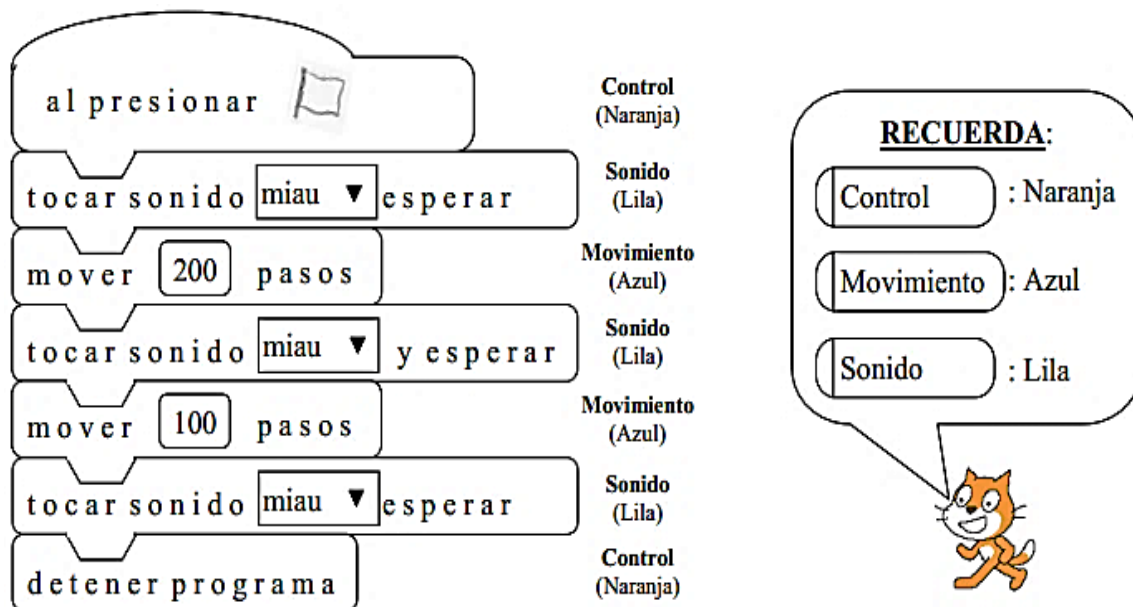 al presionar
Control
(Naranja)
tocar sonido miau ▼ esperar
Sonido
(Lila)
mover 200 pasos
Movimiento
(Azul)
tocar sonido miau ▼ y esperar
Sonido
(Lila)
mover 100 pasos
Movimiento
(Azul)
tocar sonido miau ▼ esperar
Sonido
(Lila)
detener programa
Control
(Naranja)
RECUERDA:
Control : Naranja
Movimiento : Azul
Sonido : Lila